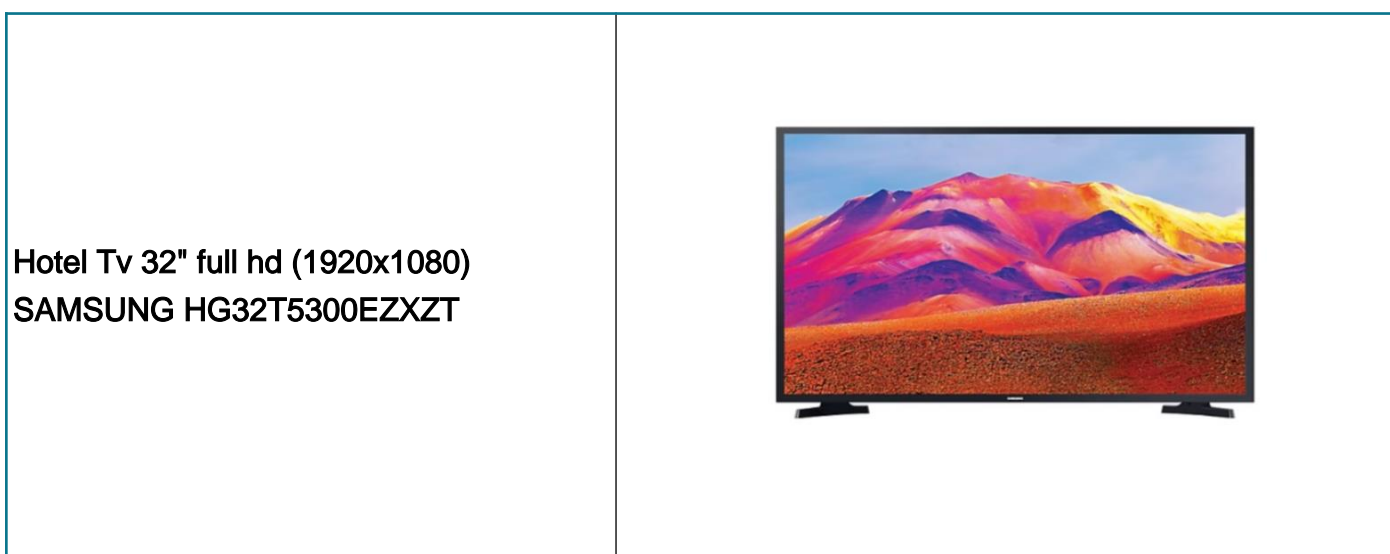 Hotel Tv 32" full hd (1920x1080)
SAMSUNG HG32T5300EZXZT